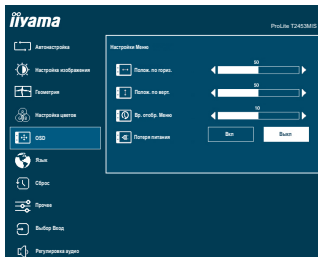 iiyama
ProLite T2453MIS
Автонастройка
Настройки Меню
Настройка изображения
50
Полож. по гориз.
Геометрия
50
Полож. по верт.
Настройка цветов
10
Вр. отобр. Меню
OSD
Потеря питания
Вкл
Выкл
Язык
Сброс
Прочее
Выбор Вход
Регулировка аудио